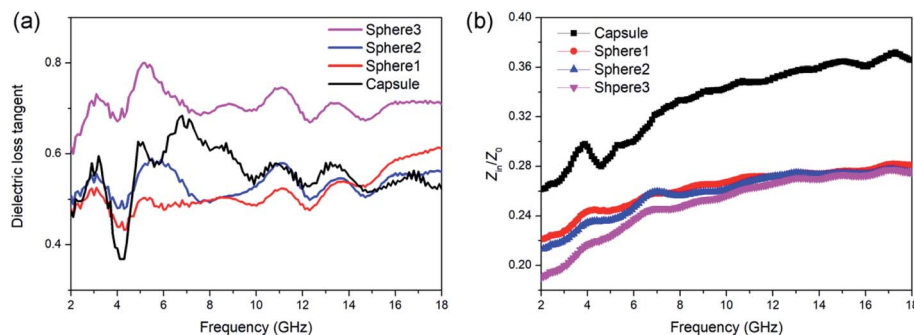 (a)
Dielectric loss tangent
0.8
0.6
0.4
Sphere3
Sphere2
Sphere1
Capsule
2 4 6 8 10 12 14 16 18
Frequency (GHz)
(b)
Zin/Z0
0.40
0.36
0.32
0.28
0.24
0.20
Capsule
Sphere1
Sphere2
Shpere3
2 4 6 8 10 12 14 16 18
Frequency (GHz)